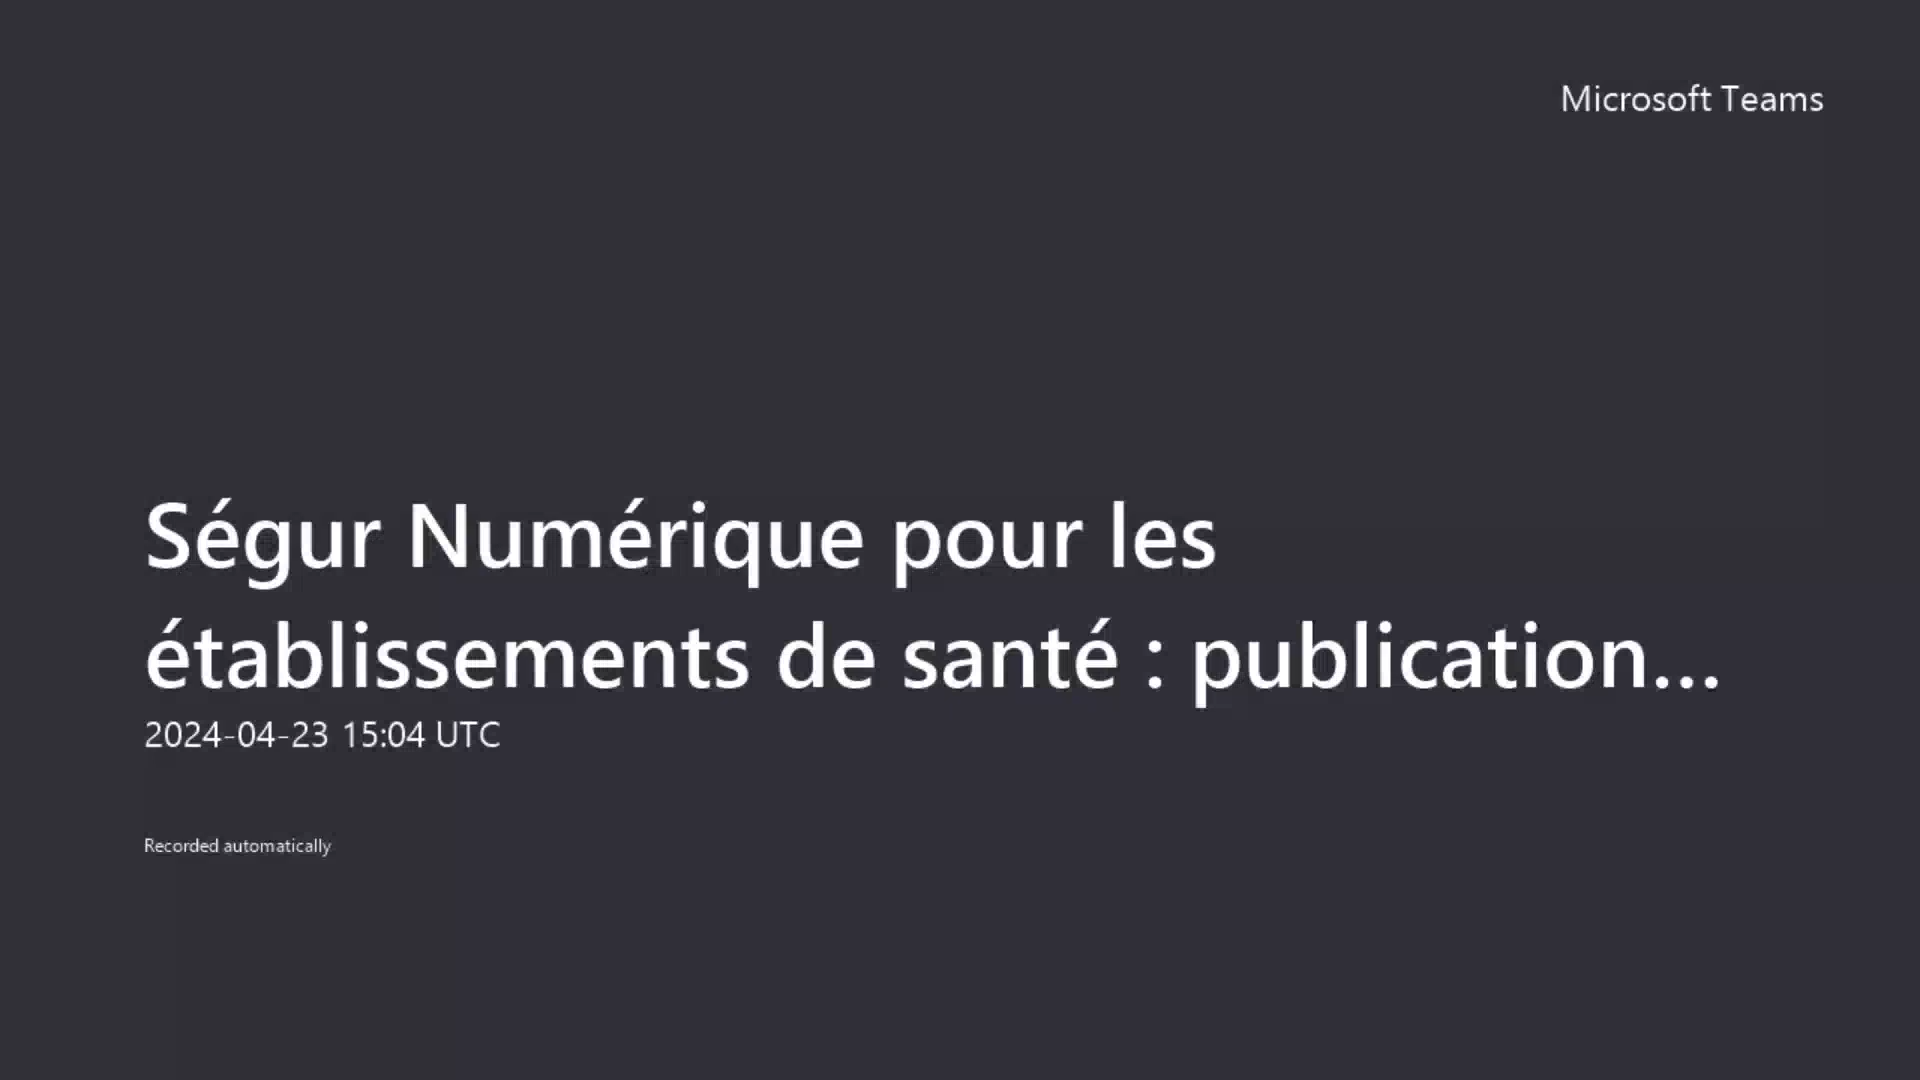 Microsoft Teams
Ségur Numérique pour les
établissements de santé : publication...
2024-04-23 15:04 UTC
Recorded automatically